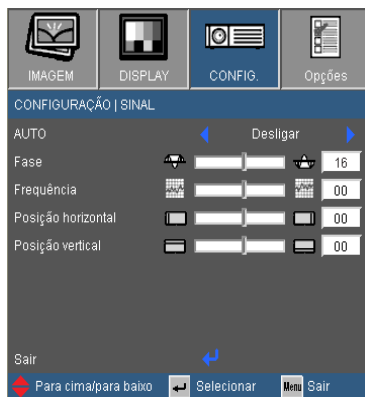 IMAGEM DISPLAY CONFIG. Opções
CONFIGURAÇÃO | SINAL
AUTO Desligar
Fase 16
Frequência 00
Posição horizontal 00
Posição vertical 00
Sair
Para cima/para baixo Selecionar Menu Sair